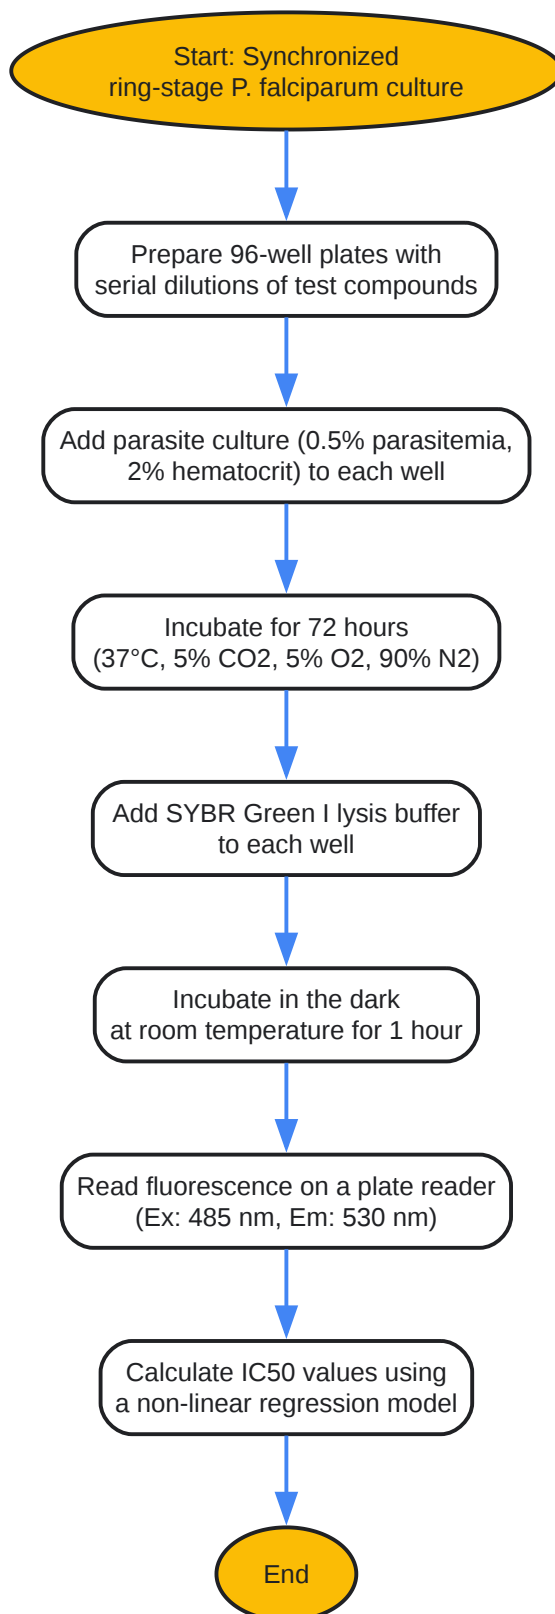 Start: Synchronized
ring-stage P. falciparum culture
Prepare 96-well plates with
serial dilutions of test compounds
Add parasite culture (0.5% parasitemia,
2% hematocrit) to each well
Incubate for 72 hours
(37°C, 5% CO2, 5% O2, 90% N2)
Add SYBR Green I lysis buffer
to each well
Incubate in the dark
at room temperature for 1 hour
Read fluorescence on a plate reader
(Ex: 485 nm, Em: 530 nm)
Calculate IC50 values using
a non-linear regression model
End